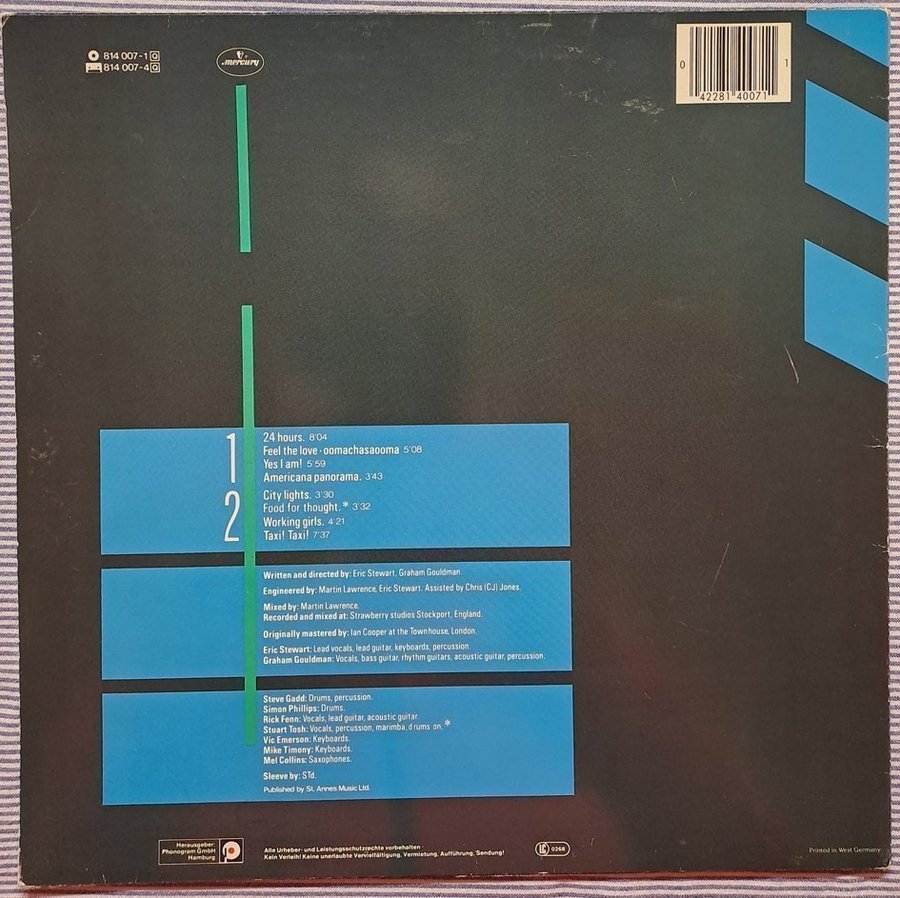 814 007-1 Q
814 007-4 Q
mercury
0 42281 40071 1
1
24 hours. 8'04
Feel the love · oomachasaooma 5'08
Yes I am! 5'59
Americana panorama. 3'43
2
City lights. 3'30
Food for thought.* 3'32
Working girls. 4'21
Taxi! Taxi! 7'37
Written and directed by: Eric Stewart, Graham Gouldman.
Engineered by: Martin Lawrence, Eric Stewart. Assisted by Chris (CJ) Jones.
Mixed by: Martin Lawrence.
Recorded and mixed at: Strawberry studios Stockport, England.
Originally mastered by: Ian Cooper at the Townhouse, London.
Eric Stewart: Lead vocals, lead guitar, keyboards, percussion.
Graham Gouldman: Vocals, bass guitar, rhythm guitars, acoustic guitar, percussion.
Steve Gadd: Drums, percussion.
Simon Phillips: Drums.
Rick Fenn: Vocals, lead guitar, acoustic guitar.
Stuart Tosh: Vocals, percussion, marimba, drums on.*
Vic Emerson: Keyboards.
Mike Timony: Keyboards.
Mel Collins: Saxophones.
Sleeve by: STd.
Published by St. Annes Music Ltd.
Herausgeber:
Phonogram GmbH
Hamburg
Alle Urheber- und Leistungsschutzrechte vorbehalten ·
Kein Verleih! Keine unerlaubte Vervielfältigung, Vermietung, Aufführung, Sendung!
LC 0268
Printed in West Germany